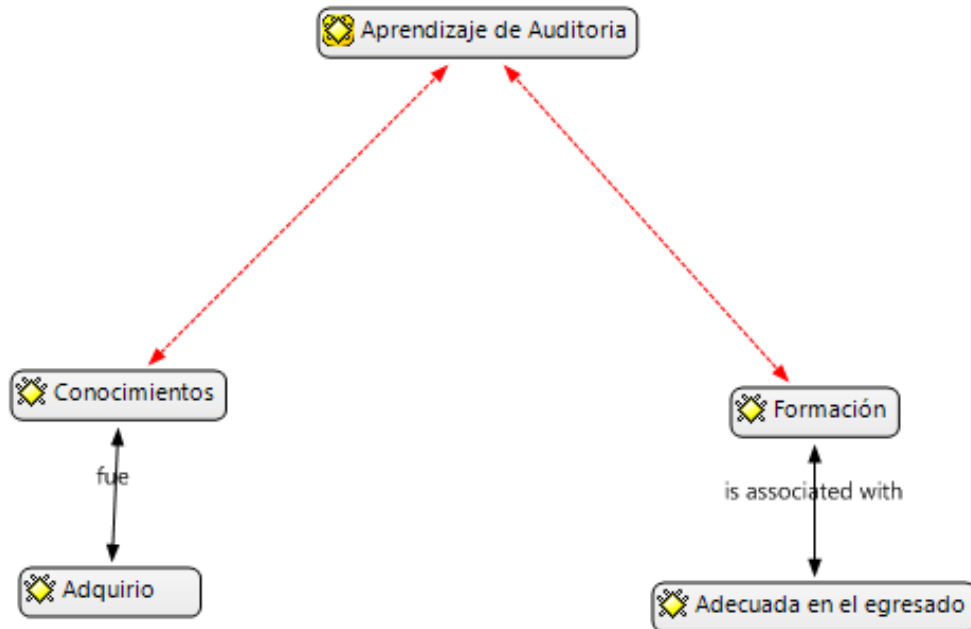 Aprendizaje de Auditoria
Conocimientos
Formación
fue
is associated with
Adquirio
Adecuada en el egresado